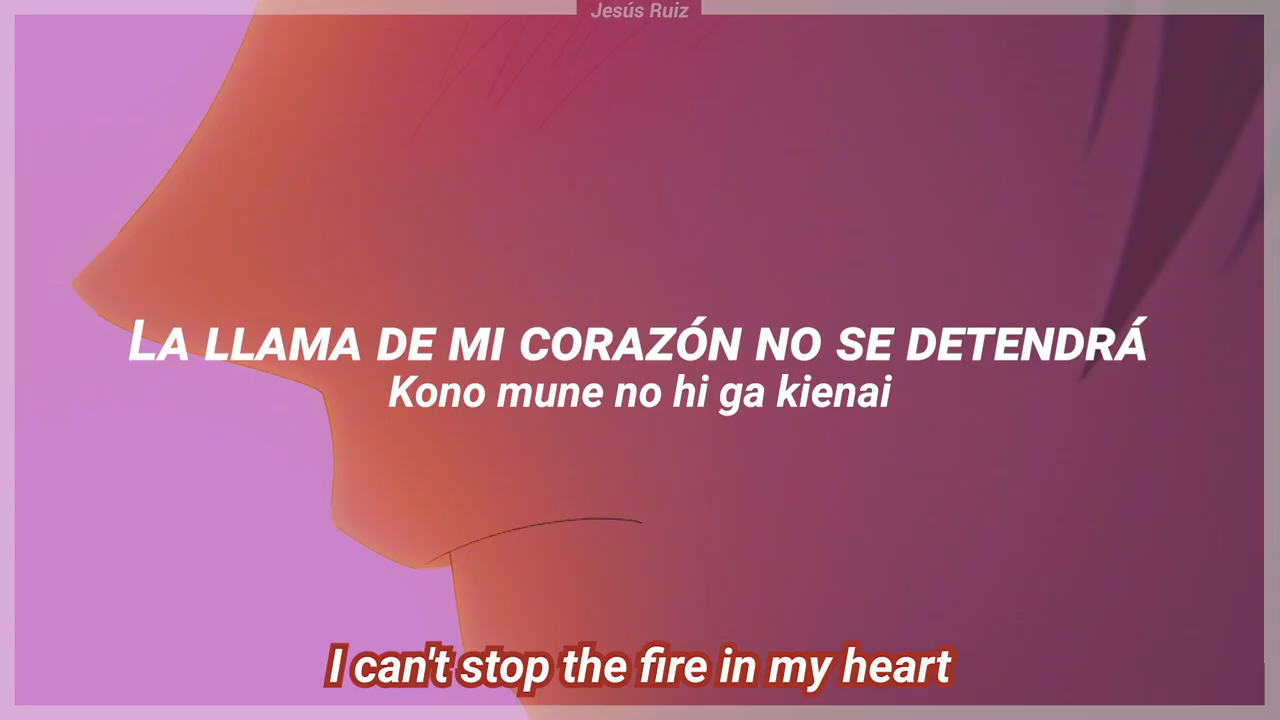 Jesús Ruiz
La llama de mi corazón no se detendrá
Kono mune no hi ga kienai
I can't stop the fire in my heart